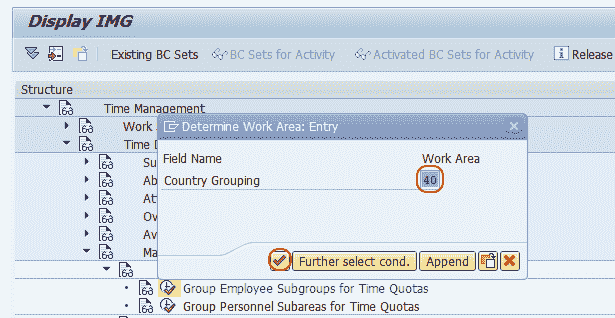 Display IMG
Existing BC Sets BC Sets for Activity Activated BC Sets for Activity Release
Structure
Time Management
Work
Determine Work Area: Entry
Time D
Field Name Work Area
Su
Country Grouping 40
Ab
At
Ov
Av
Further select cond. Append
Ma
Group Employee Subgroups for Time Quotas
Group Personnel Subareas for Time Quotas